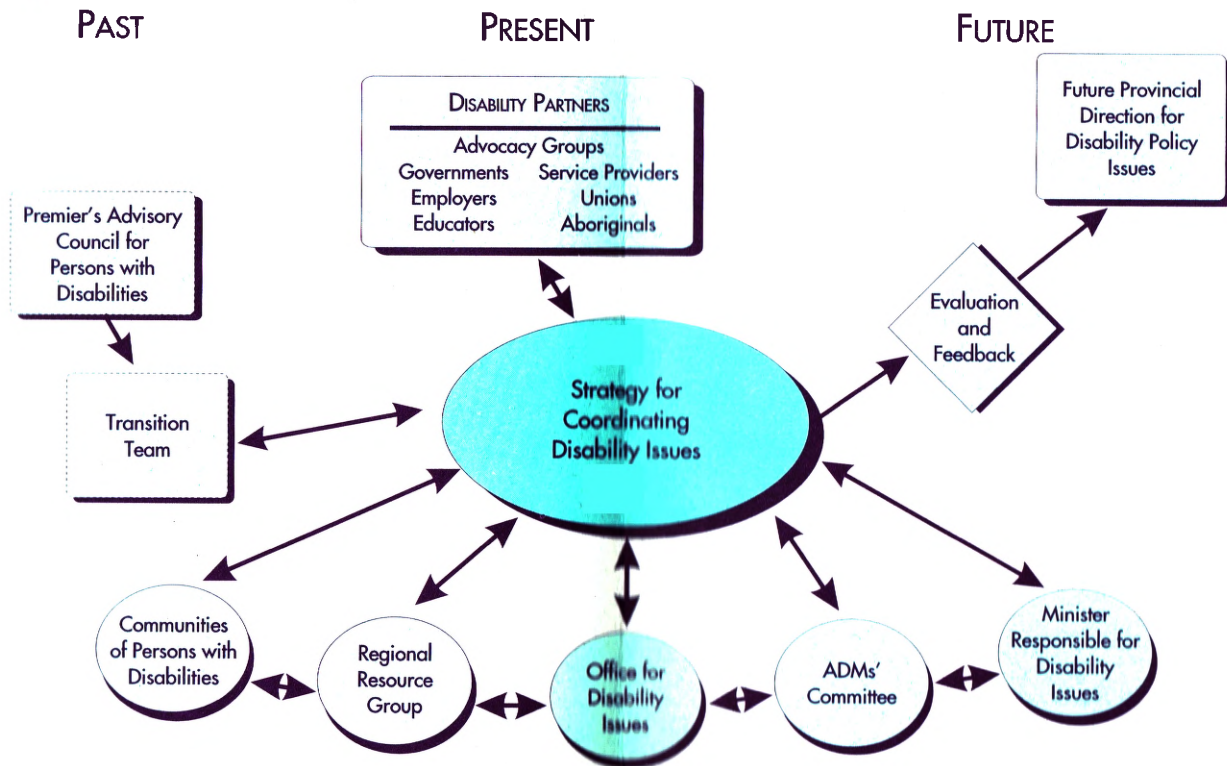 PAST
PRESENT
FUTURE
DISABILITY PARTNERS
Advocacy Groups
Governments Service Providers
Employers Unions
Educators Aboriginals
Future Provincial
Direction for
Disability Policy
Issues
Premier's Advisory
Council for
Persons with
Disabilities
Evaluation
and
Feedback
Transition
Team
Strategy for
Coordinating
Disability Issues
Communities
of Persons with
Disabilities
Regional
Resource
Group
Office for
Disability
Issues
ADMs'
Committee
Minister
Responsible for
Disability
Issues